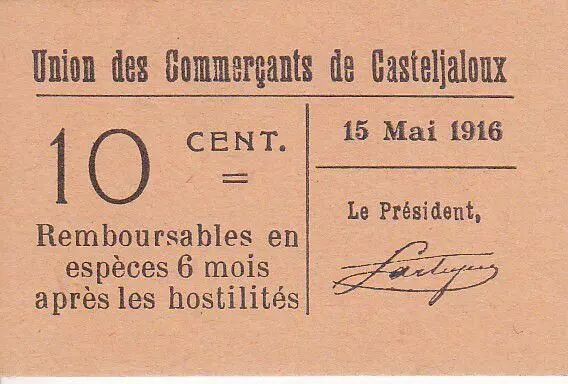 Union des Commerçants de Casteljaloux
10 CENT.
=
Remboursables en
espèces 6 mois
après les hostilités
15 Mai 1916
Le Président,